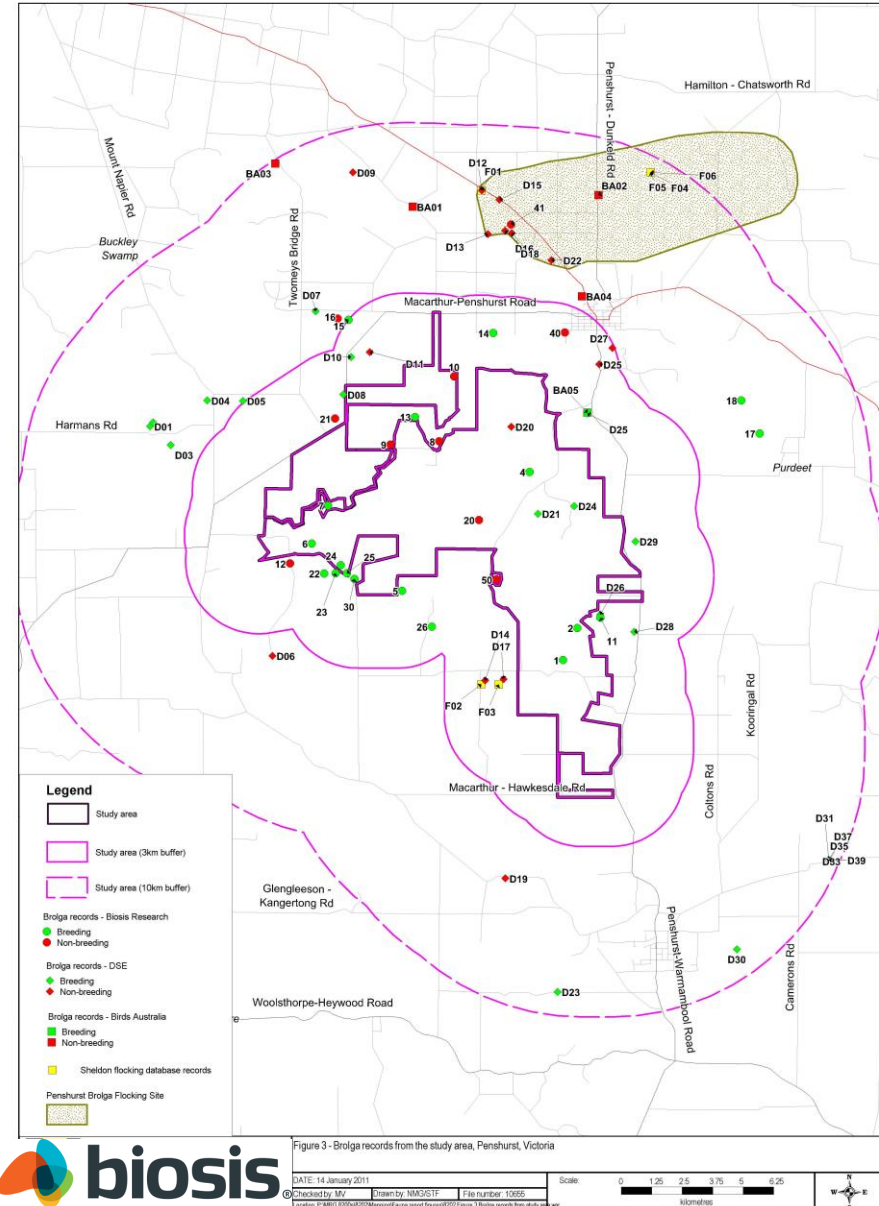 Hamilton - Chatsworth Rd
Penshurst - Dunkeld Rd
Mount Napier Rd
D12
F01
D15
F06
F05 F04
BA03
D09
BA01
BA02
41
Buckley
Swamp
Twomeys Bridge Rd
D13
D16
D18
D22
D07
BA04
Macarthur-Penshurst Road
16
15
14
40
D27
D10
D11
D25
10
D04
D05
D08
BA05
18
Harmans Rd
D01
21
13
D20
D25
17
D03
9
8
Purdeet
4
7
D21
D24
20
6
D29
24
25
12
22
50
23
30
5
D26
26
2
11
D28
D14
D17
D06
1
F02
F03
Kooringal Rd
Legend
Study area
Macarthur - Hawkesdale Rd
Coltons Rd
Study area (3km buffer)
D31
D37
D35
D33 D39
Study area (10km buffer)
Glengleeson -
Kangertong Rd
D19
Brolga records - Biosis Research
Breeding
Non-breeding
Penshurst-Warrnambool Road
D30
Camerons Rd
Brolga records - DSE
Breeding
Non-breeding
D23
Woolsthorpe-Heywood Road
Brolga records - Birds Australia
Breeding
Non-breeding
Sheldon flocking database records
Penshurst Brolga Flocking Site
biosis®
Figure 3 - Brolga records from the study area, Penshurst, Victoria
DATE: 14 January 2011
Checked by: MV Drawn by: NMG/STF File number: 10655
Scale: 0 1.25 2.5 3.75 5 6.25
kilometres
N
W E
S